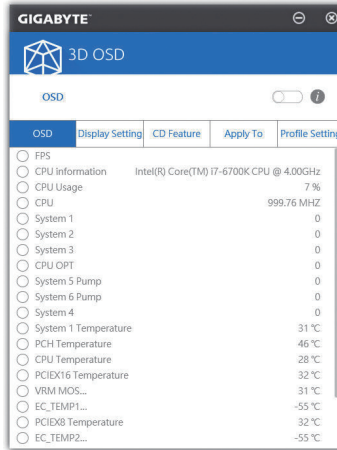 GIGABYTE™
3D OSD
OSD
OSD Display Setting CD Feature Apply To Profile Setting
FPS
CPU information Intel(R) Core(TM) i7-6700K CPU @ 4.00GHz
CPU Usage 7 %
CPU 999.76 MHZ
System 1 0
System 2 0
System 3 0
CPU OPT 0
System 5 Pump 0
System 6 Pump 0
System 4 0
System 1 Temperature 31 ℃
PCH Temperature 46 ℃
CPU Temperature 28 ℃
PCIEX16 Temperature 32 ℃
VRM MOS... 31 ℃
EC_TEMP1... -55 ℃
PCIEX8 Temperature 32 ℃
EC_TEMP2... -55 ℃